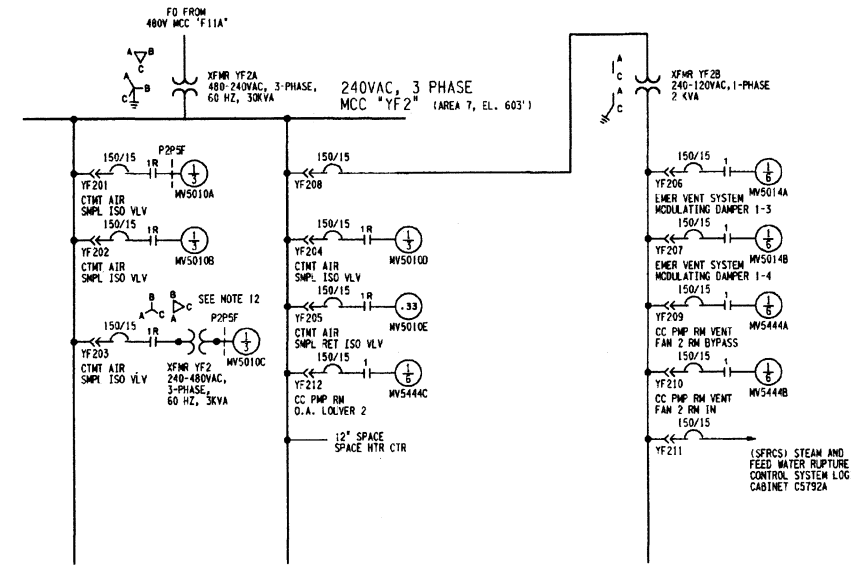 FO FROM
480V MCC 'F11A'
A B
C
A
B
C
XFMR YF2A
480-240VAC, 3-PHASE,
60 HZ, 30KVA
240VAC, 3 PHASE
MCC "YF2" (AREA 7, EL. 603')
A
C
A
C
XFMR YF2B
240-120VAC, 1-PHASE
2 KVA
150/15
P2P5F
1R
1/3
YF201
MV5010A
CTMT AIR
SMPL ISO VLV
150/15
1R
1/3
YF202
MV5010B
CTMT AIR
SMPL ISO VLV
B
A C
B
A C
SEE NOTE 12
150/15
1R
P2P5F
1/3
YF203
MV5010C
CTMT AIR
SMPL ISO VLV
XFMR YF2
240-480VAC,
3-PHASE,
60 HZ, 3KVA
150/15
YF208
150/15
1R
1/3
YF204
MV5010D
CTMT AIR
SMPL ISO VLV
150/15
1R
.33
YF205
MV5010E
CTMT AIR
SMPL RET ISO VLV
150/15
1
1/6
YF212
MV5444C
CC PMP RM
O.A. LOUVER 2
12" SPACE
SPACE HTR CTR
150/15
1
1/6
YF206
MV5014A
EMER VENT SYSTEM
MODULATING DAMPER 1-3
150/15
1
1/6
YF207
MV5014B
EMER VENT SYSTEM
MODULATING DAMPER 1-4
150/15
1
1/6
YF209
MV5444A
CC PMP RM VENT
FAN 2 RM BYPASS
150/15
1
1/6
YF210
MV5444B
CC PMP RM VENT
FAN 2 RM IN
150/15
YF211
(SFRCS) STEAM AND
FEED WATER RUPTURE
CONTROL SYSTEM LOG
CABINET C5792A